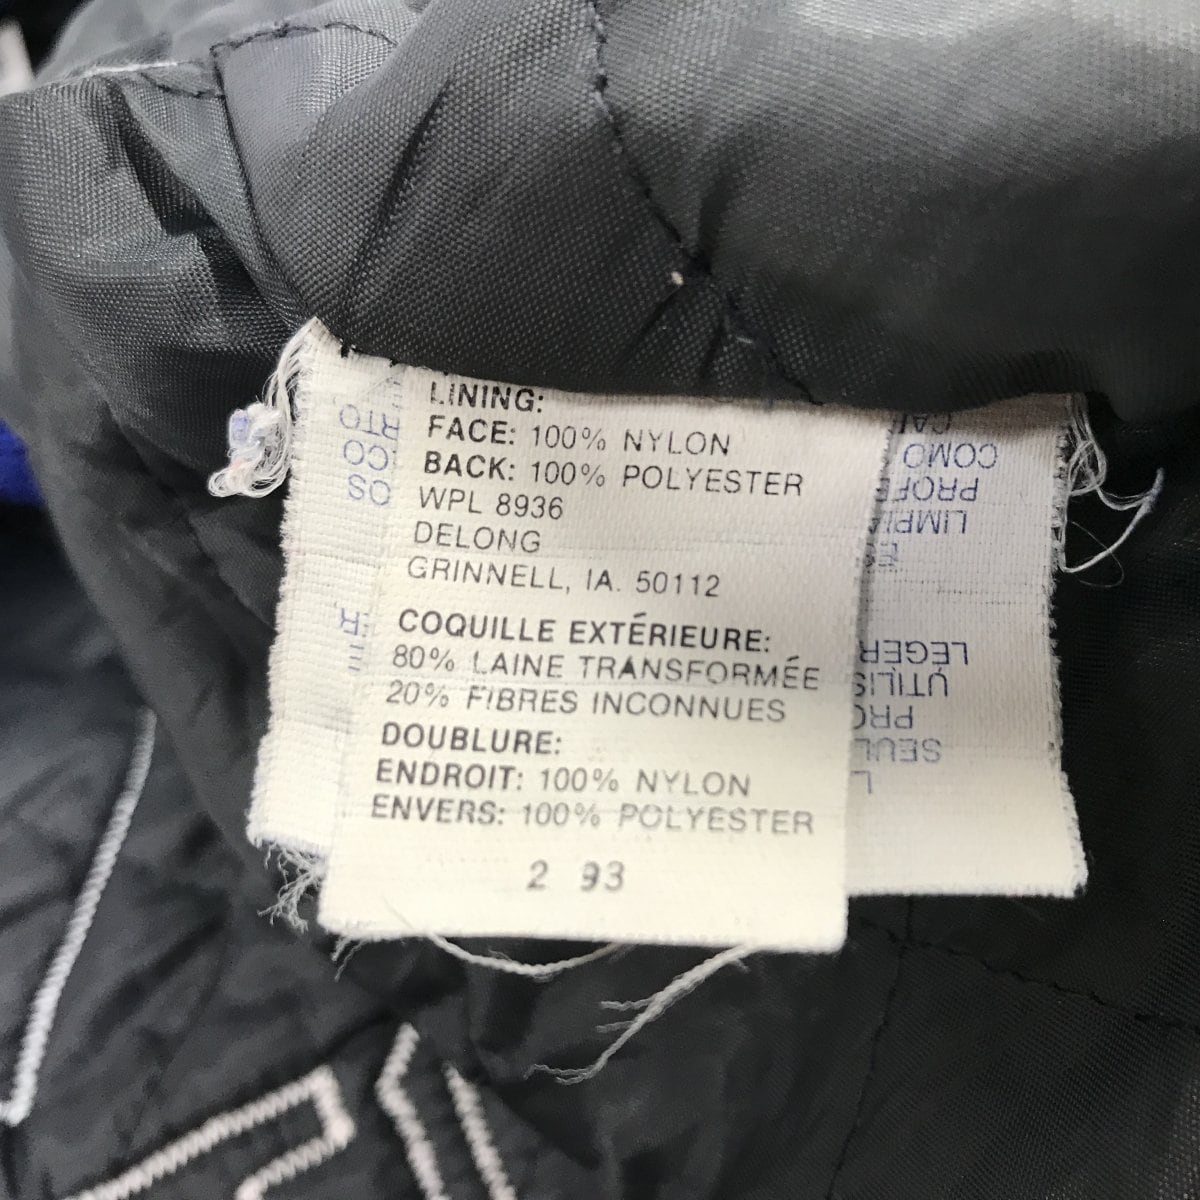 LINING:
FACE: 100% NYLON
BACK: 100% POLYESTER
WPL 8936
DELONG
GRINNELL, IA. 50112
COQUILLE EXTÉRIEURE:
80% LAINE TRANSFORMÉE
20% FIBRES INCONNUES
DOUBLURE:
ENDROIT: 100% NYLON
ENVERS: 100% POLYESTER
2 93
COMO